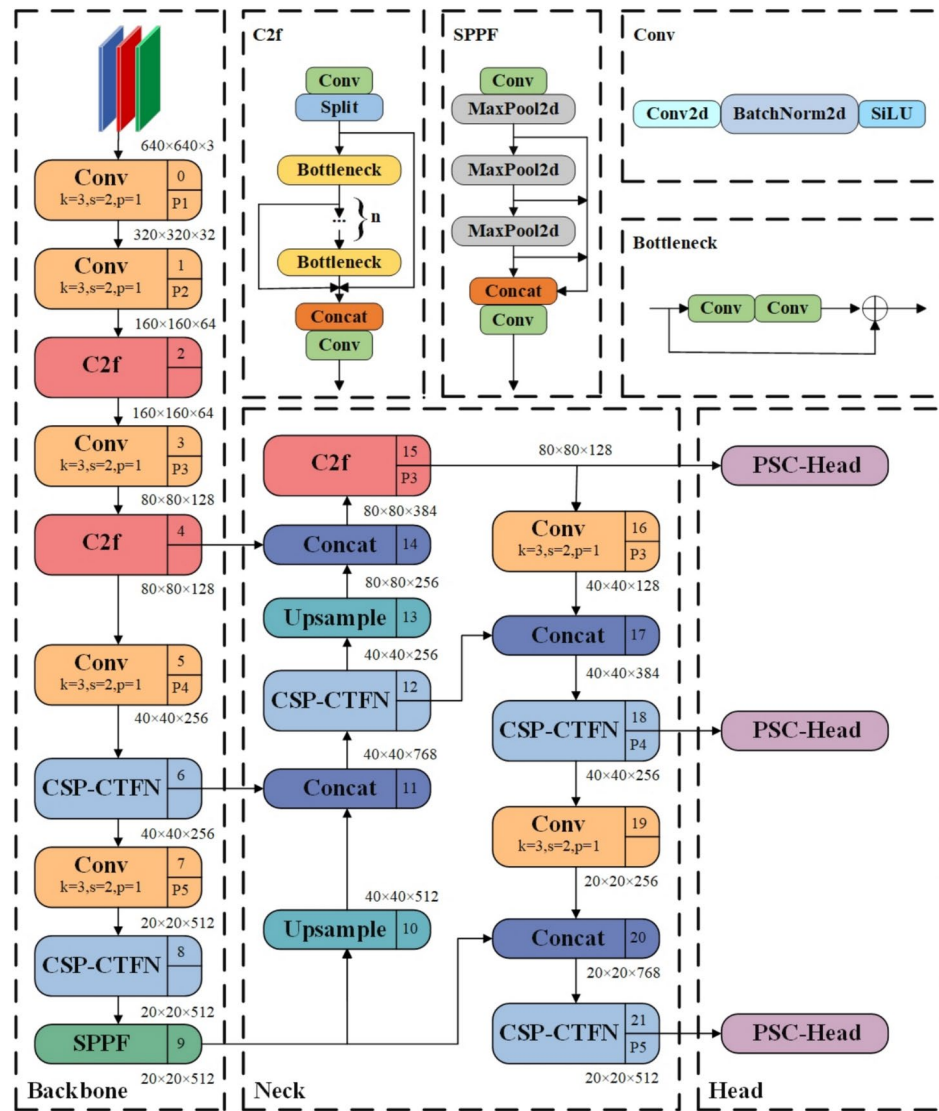 640×640×3
Conv
k=3,s=2,p=1
0
P1
320×320×32
Conv
k=3,s=2,p=1
1
P2
160×160×64
C2f
2
160×160×64
Conv
k=3,s=2,p=1
3
P3
80×80×128
C2f
4
80×80×128
Conv
k=3,s=2,p=1
5
P4
40×40×256
CSP-CTFN
6
40×40×256
Conv
k=3,s=2,p=1
7
P5
20×20×512
CSP-CTFN
8
20×20×512
SPPF
9
20×20×512
Backbone
C2f
Conv
Split
Bottleneck
...
n
Bottleneck
Concat
Conv
SPPF
Conv
MaxPool2d
MaxPool2d
MaxPool2d
Concat
Conv
Conv
Conv2d
BatchNorm2d
SiLU
Bottleneck
Conv
Conv
C2f
15
P3
80×80×384
Concat
14
80×80×256
Upsample
13
40×40×256
CSP-CTFN
12
40×40×768
Concat
11
40×40×512
Upsample
10
80×80×128
Conv
k=3,s=2,p=1
16
P3
40×40×128
Concat
17
40×40×384
CSP-CTFN
18
P4
40×40×256
Conv
k=3,s=2,p=1
19
20×20×256
Concat
20
20×20×768
CSP-CTFN
21
P5
20×20×512
Neck
PSC-Head
PSC-Head
PSC-Head
Head